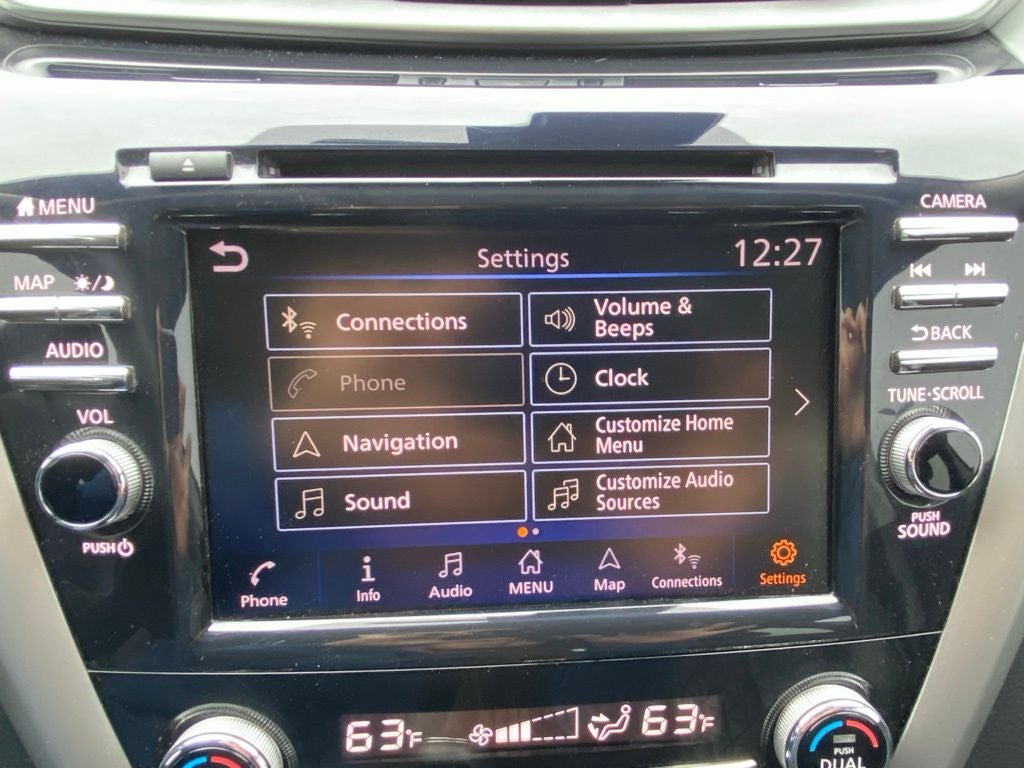 MENU
CAMERA
Settings
12:27
MAP
Connections
Volume &
Beeps
BACK
AUDIO
Phone
Clock
TUNE·SCROLL
VOL
Navigation
Customize Home
Menu
Sound
Customize Audio
Sources
PUSH
SOUND
PUSH
Phone
Info
Audio
MENU
Map
Connections
Settings
63°F
63°F
PUSH
DUAL